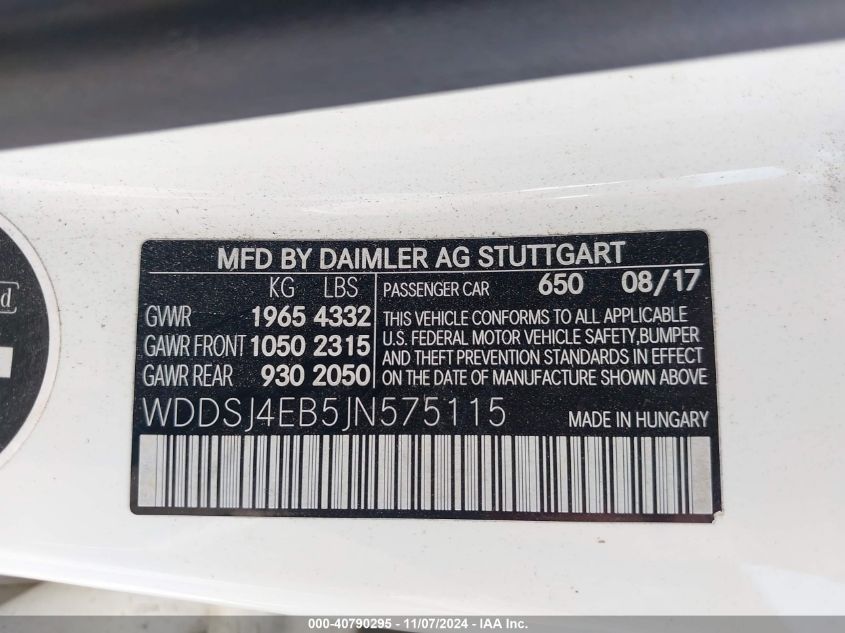 MFD BY DAIMLER AG STUTTGART
KG LBS
GVWR 1965 4332
GAWR FRONT 1050 2315
GAWR REAR 930 2050
PASSENGER CAR 650 08/17
THIS VEHICLE CONFORMS TO ALL APPLICABLE
U.S. FEDERAL MOTOR VEHICLE SAFETY,BUMPER
AND THEFT PREVENTION STANDARDS IN EFFECT
ON THE DATE OF MANUFACTURE SHOWN ABOVE
WDDSJ4EB5JN575115 MADE IN HUNGARY
000-40790295 - 11/07/2024 - IAA Inc.